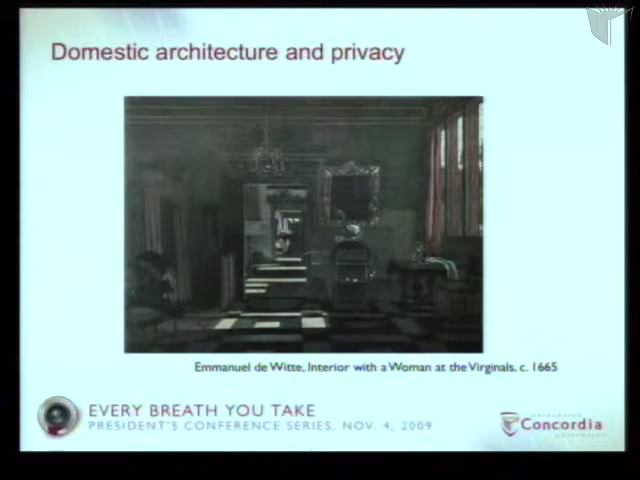 Domestic architecture and privacy
Emmanuel de Witte, Interior with a Woman at the Virginals, c. 1665
EVERY BREATH YOU TAKE
PRESIDENT'S CONFERENCE SERIES, NOV. 4, 2009
Concordia